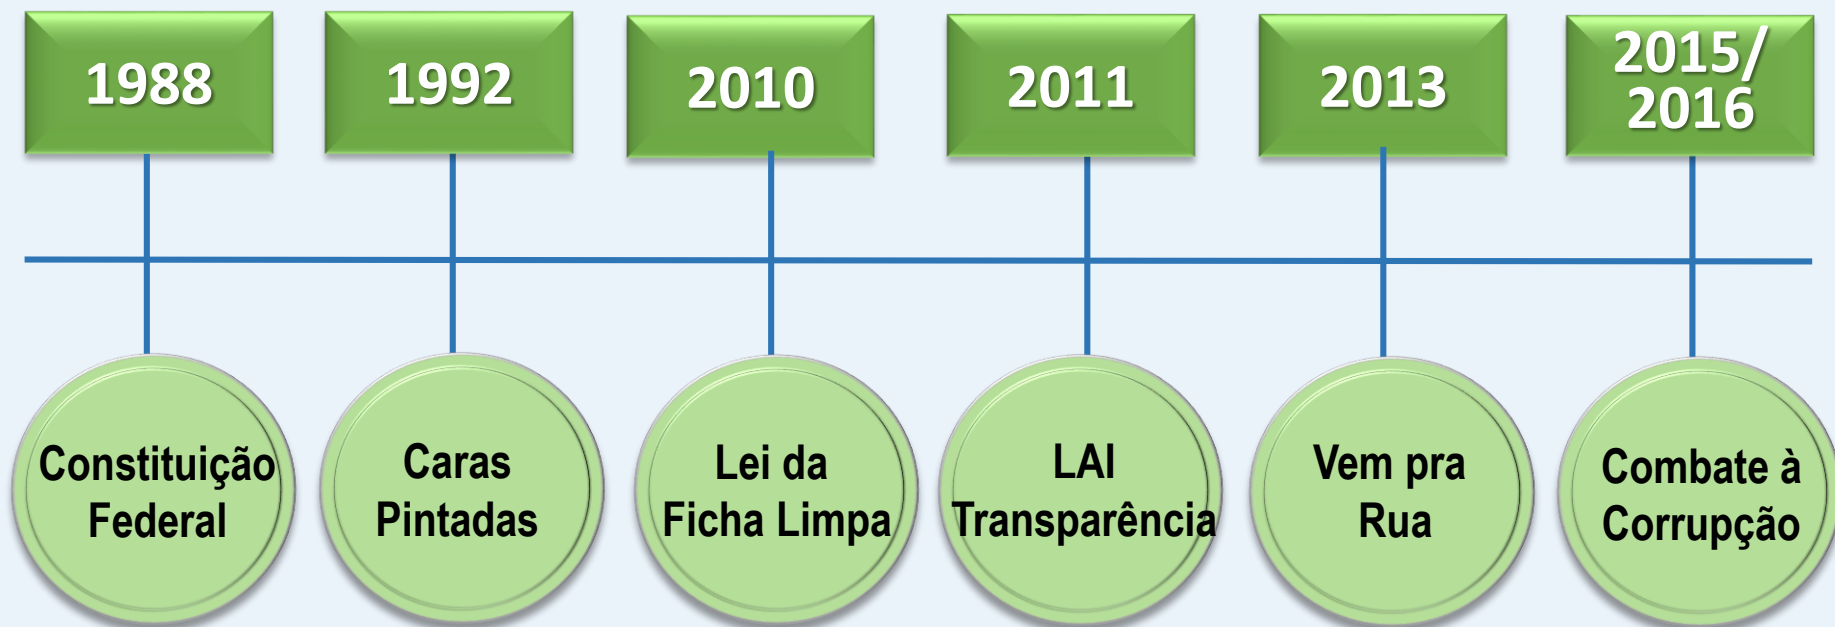 1988
1992
2010
2011
2013
2015/
2016
Constituição
Federal
Caras
Pintadas
Lei da
Ficha Limpa
LAI
Transparência
Vem pra
Rua
Combate à
Corrupção